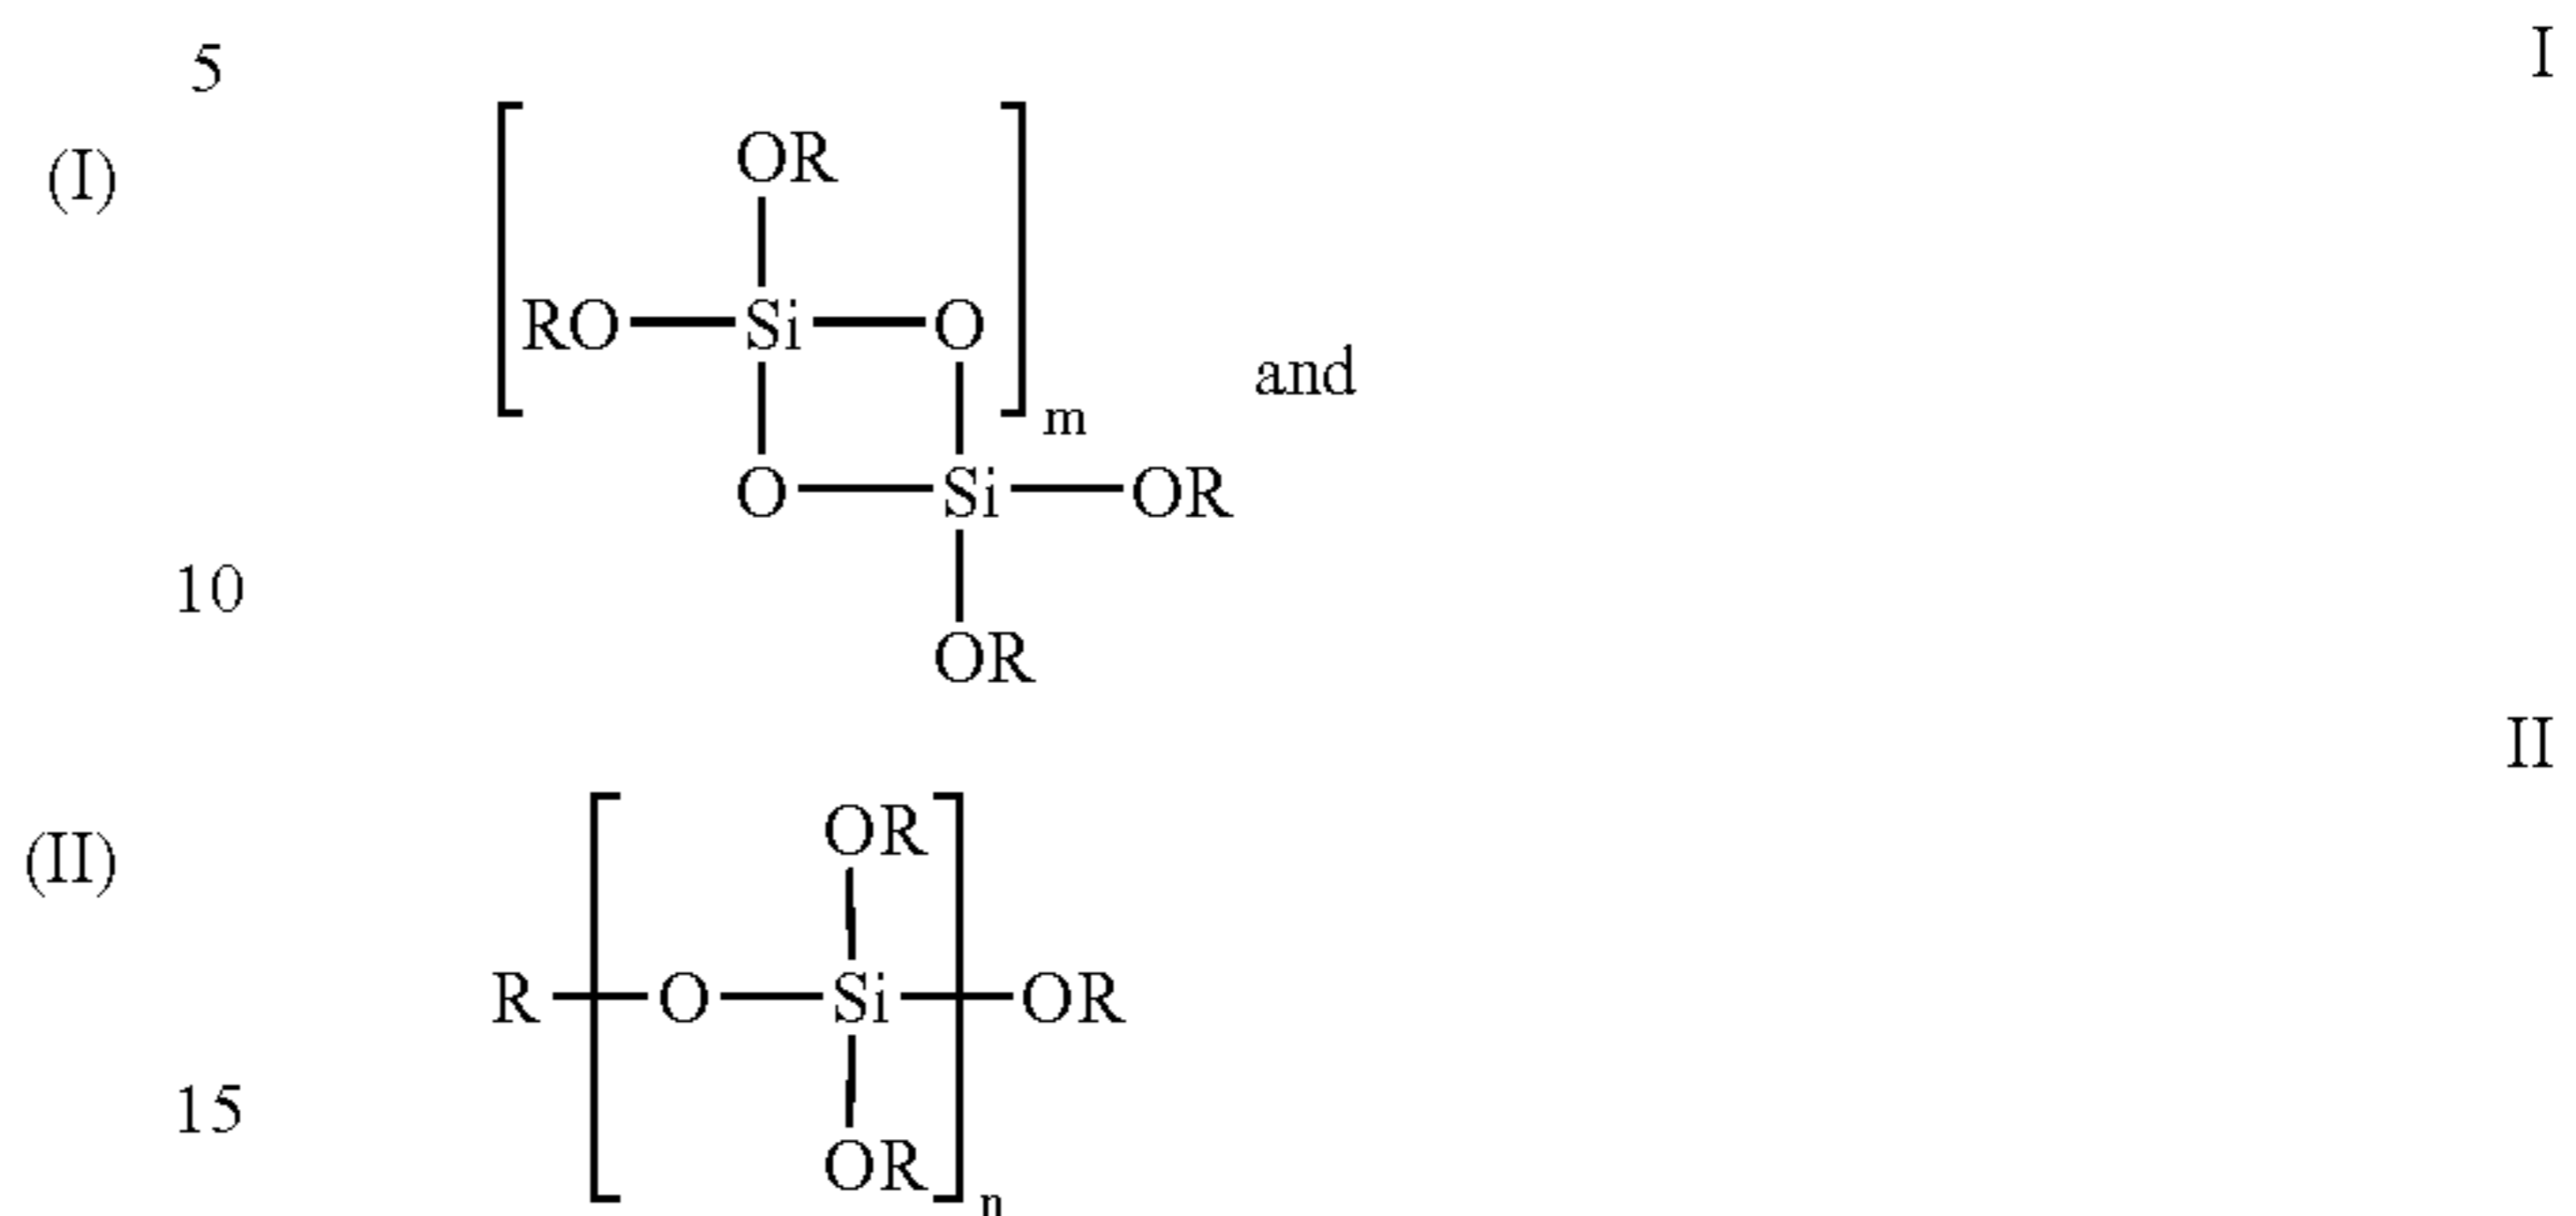 5 I
(I) OR
RO Si O
m and
O Si OR
10
OR
II
OR
(II)
R O Si OR
15
OR
n